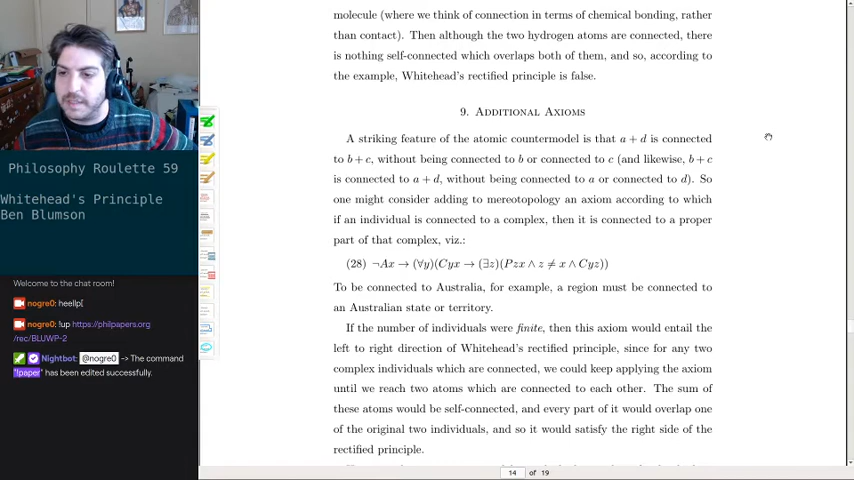 Philosophy Roulette 59
Whitehead's Principle
Ben Blumson
Welcome to the chat room!
nogre0: heellp[
nogre0: !up https://philpapers.org
/rec/BLUWP-2
Nightbot: @nogre0 -> The command
"!paper" has been edited successfully.
molecule (where we think of connection in terms of chemical bonding, rather
than contact). Then although the two hydrogen atoms are connected, there
is nothing self-connected which overlaps both of them, and so, according to
the example, Whitehead's rectified principle is false.
9. Additional Axioms
A striking feature of the atomic countermodel is that a + d is connected
to b + c, without being connected to b or connected to c (and likewise, b + c
is connected to a + d, without being connected to a or connected to d). So
one might consider adding to mereotopology an axiom according to which
if an individual is connected to a complex, then it is connected to a proper
part of that complex, viz.:
(28) ¬Ax → (∀y)(Cyx → (∃z)(Pzx ∧ z ≠ x ∧ Cyz))
To be connected to Australia, for example, a region must be connected to
an Australian state or territory.
If the number of individuals were finite, then this axiom would entail the
left to right direction of Whitehead's rectified principle, since for any two
complex individuals which are connected, we could keep applying the axiom
until we reach two atoms which are connected to each other. The sum of
these atoms would be self-connected, and every part of it would overlap one
of the original two individuals, and so it would satisfy the right side of the
rectified principle.
14 of 19